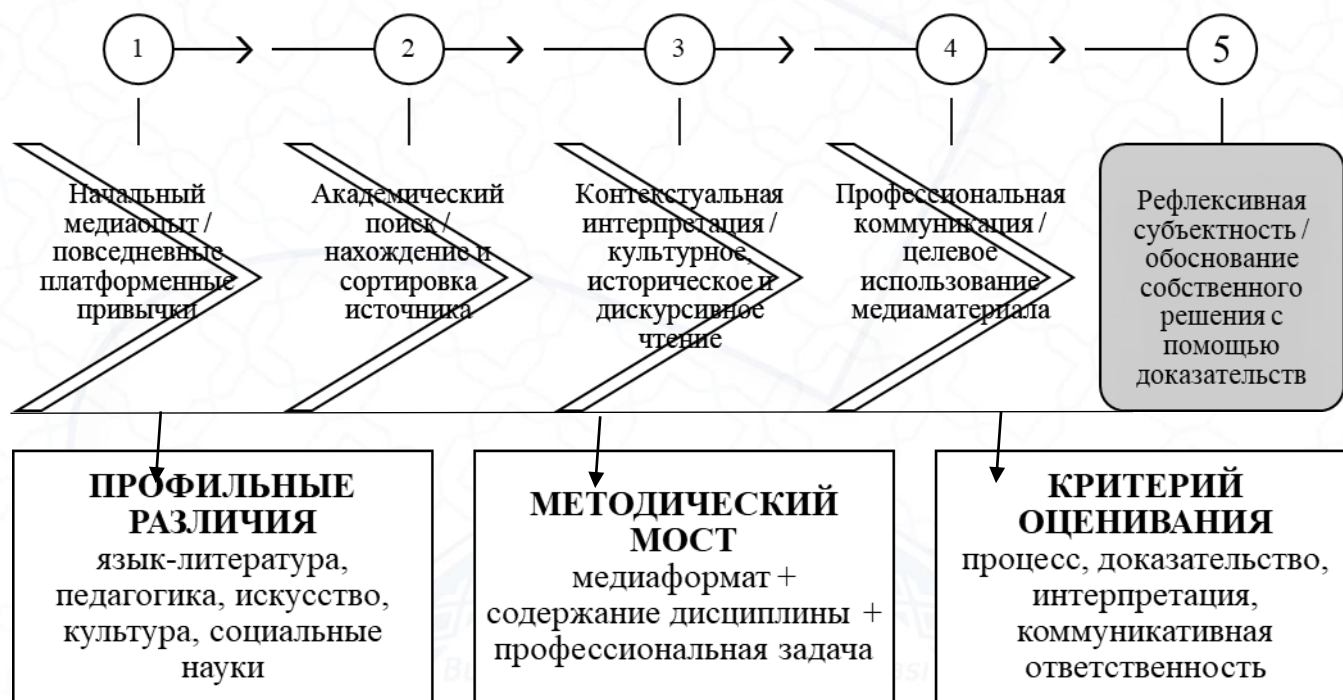 1
2
3
4
5
Начальный
медиаопыт /
повседневные
платформенные
привычки
Академический
поиск /
нахождение и
сортировка
источника
Контекстуальная
интерпретация /
культурное,
историческое и
дискурсивное
чтение
Профессиональная
коммуникация /
целевое
использование
медиаматериала
Рефлексивная
субъектность /
обоснование
собственного
решения с
помощью
доказательств
ПРОФИЛЬНЫЕ
РАЗЛИЧИЯ
язык-литература,
педагогика, искусство,
культура, социальные
науки
МЕТОДИЧЕСКИЙ
МОСТ
медиаформат +
содержание дисциплины +
профессиональная задача
КРИТЕРИЙ
ОЦЕНИВАНИЯ
процесс, доказательство,
интерпретация,
коммуникативная
ответственность